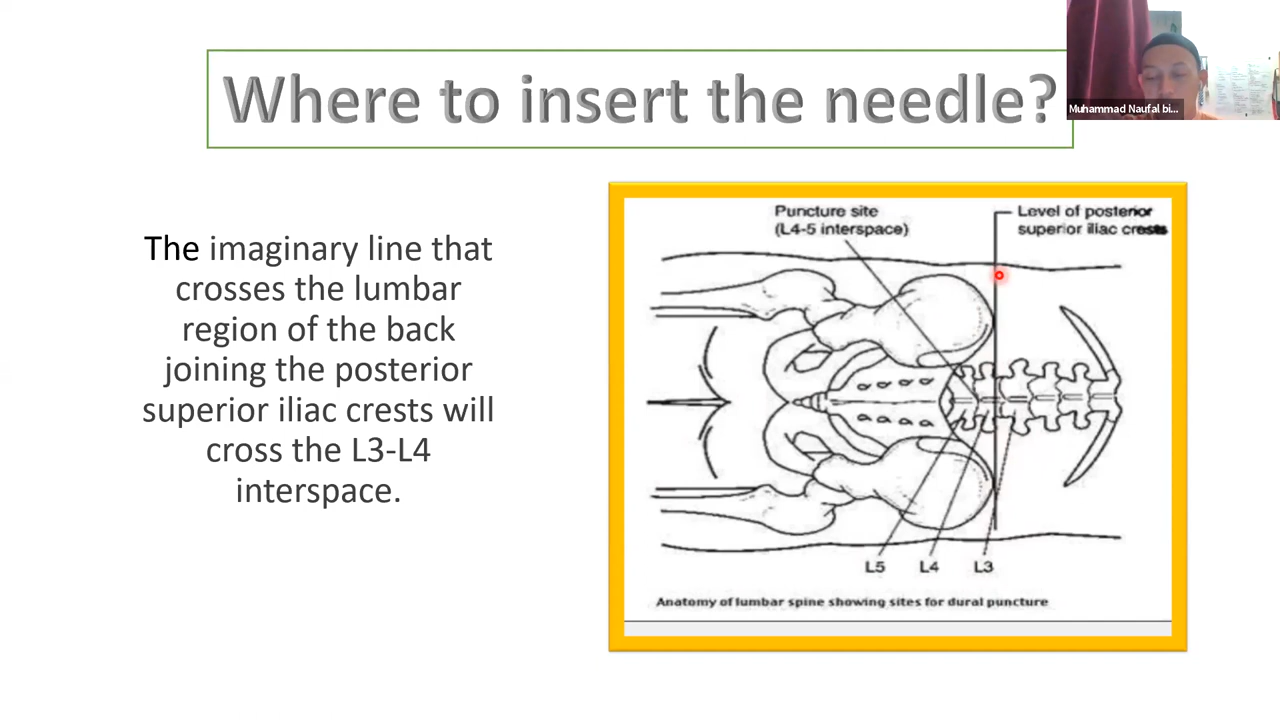 Where to insert the needle?
Muhammad Naufal bi...
The imaginary line that
crosses the lumbar
region of the back
joining the posterior
superior iliac crests will
cross the L3-L4
interspace.
Puncture site
(L4-5 interspace)
Level of posterior
superior iliac crests
L5 L4 L3
Anatomy of lumbar spine showing sites for dural puncture